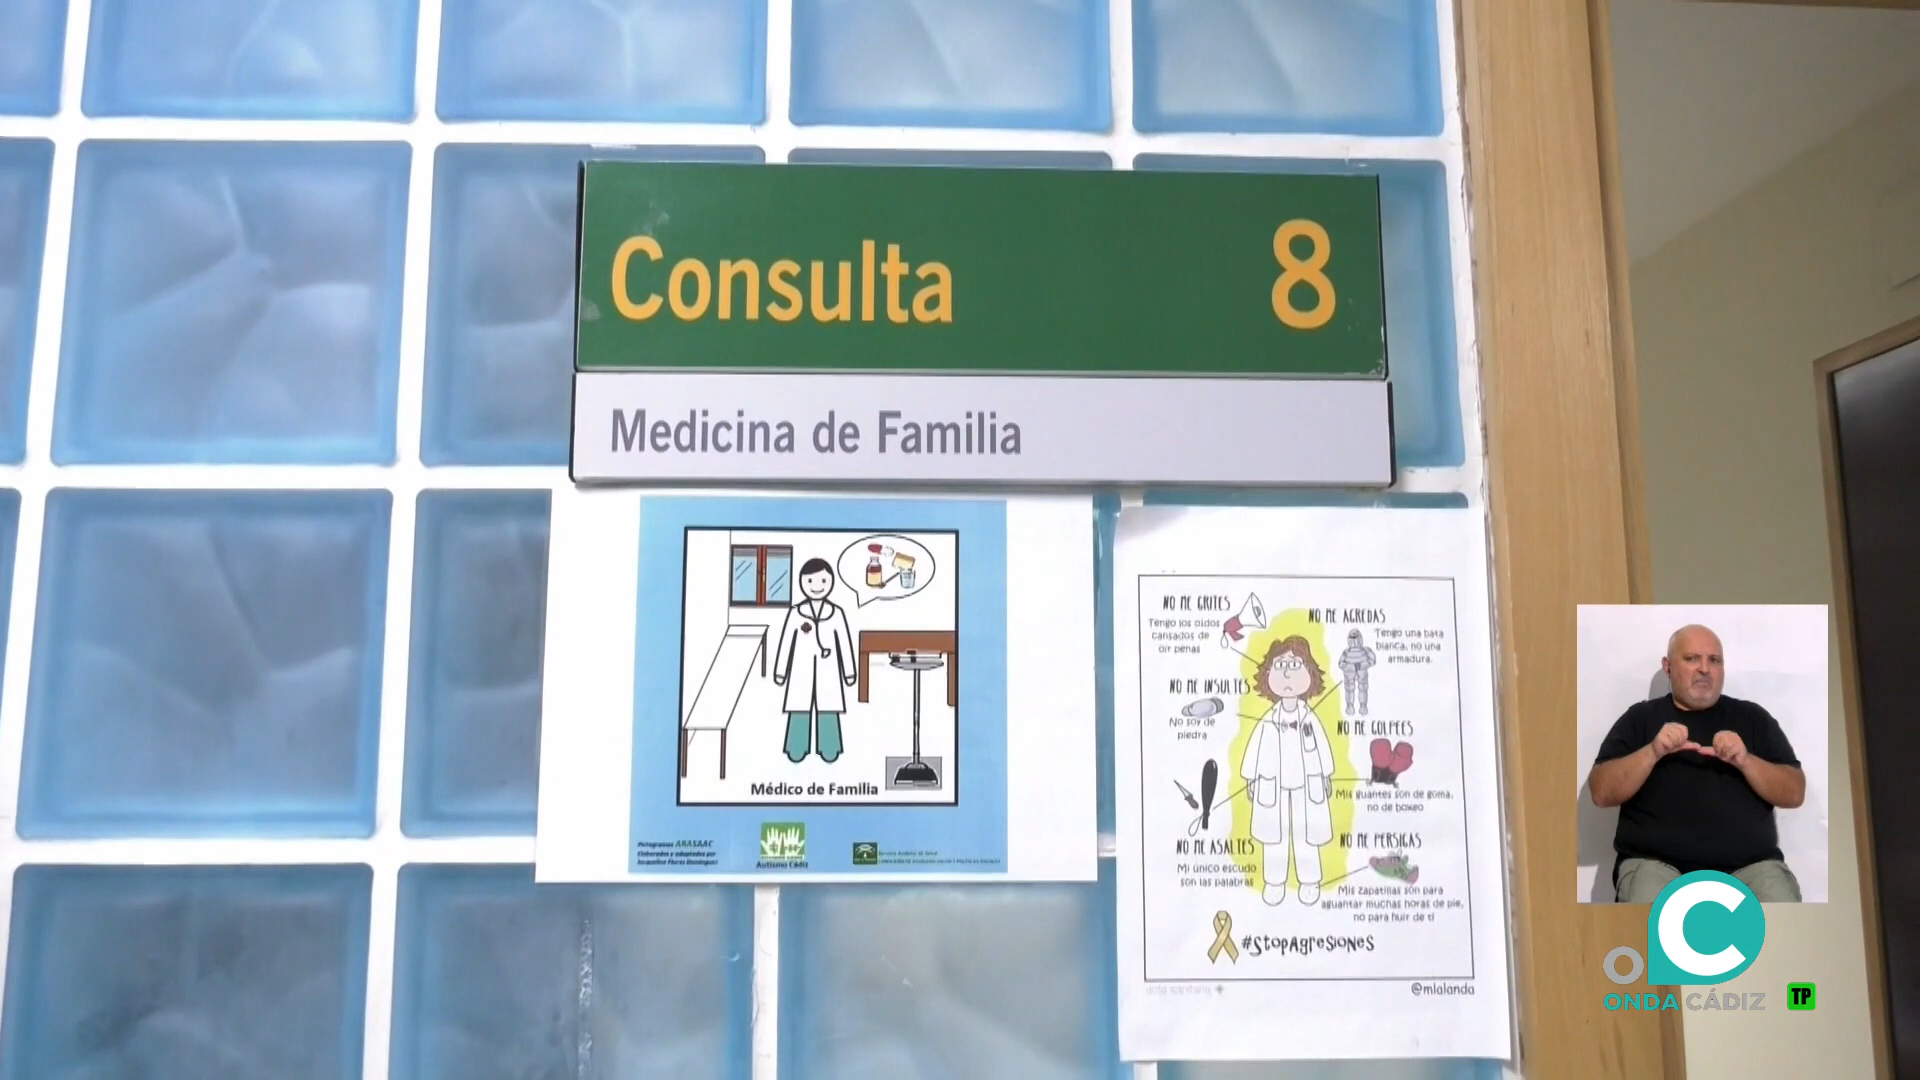 Consulta 8
Medicina de Familia
Médico de Familia
Pictogramas ARASAAC
Elaborados y adaptados por
Autismo Cádiz
NO ME GRITES
Tengo los oídos
cansados de
oír penas
NO ME AGREDAS
Tengo una bata
blanca, no una
armadura.
NO ME INSULTES
No soy de
piedra
NO ME GOLPEES
Mis guantes son de goma,
no de boxeo
NO ME ASALTES
Mi único escudo
son las palabras
NO ME PERSIGAS
Mis zapatillas son para
aguantar muchas horas de pie,
no para huir de ti
#StopAgresiones
@mlalanda
ONDA CÁDIZ
TP